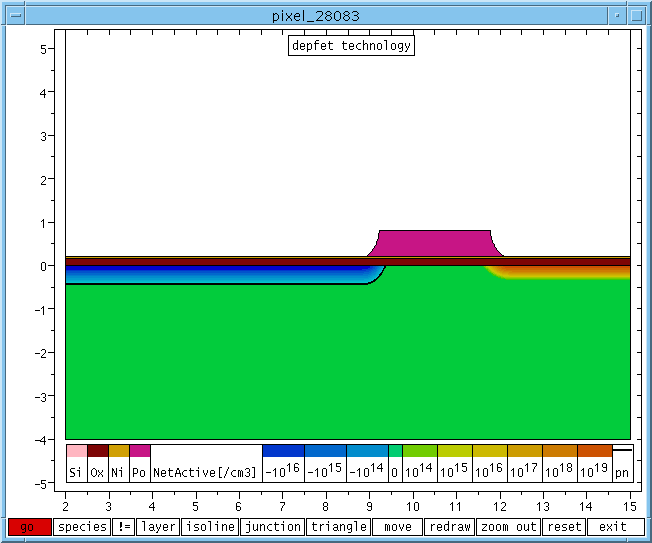 pixel_28083
depfet technology
5
4
3
2
1
0
-1
-2
-3
-4
-5
Si Ox Ni Po NetActive[/cm3] -10^16 -10^15 -10^14 0 10^14 10^15 10^16 10^17 10^18 10^19 pn
2 3 4 5 6 7 8 9 10 11 12 13 14 15
go species != layer isoline junction triangle move redraw zoom out reset exit